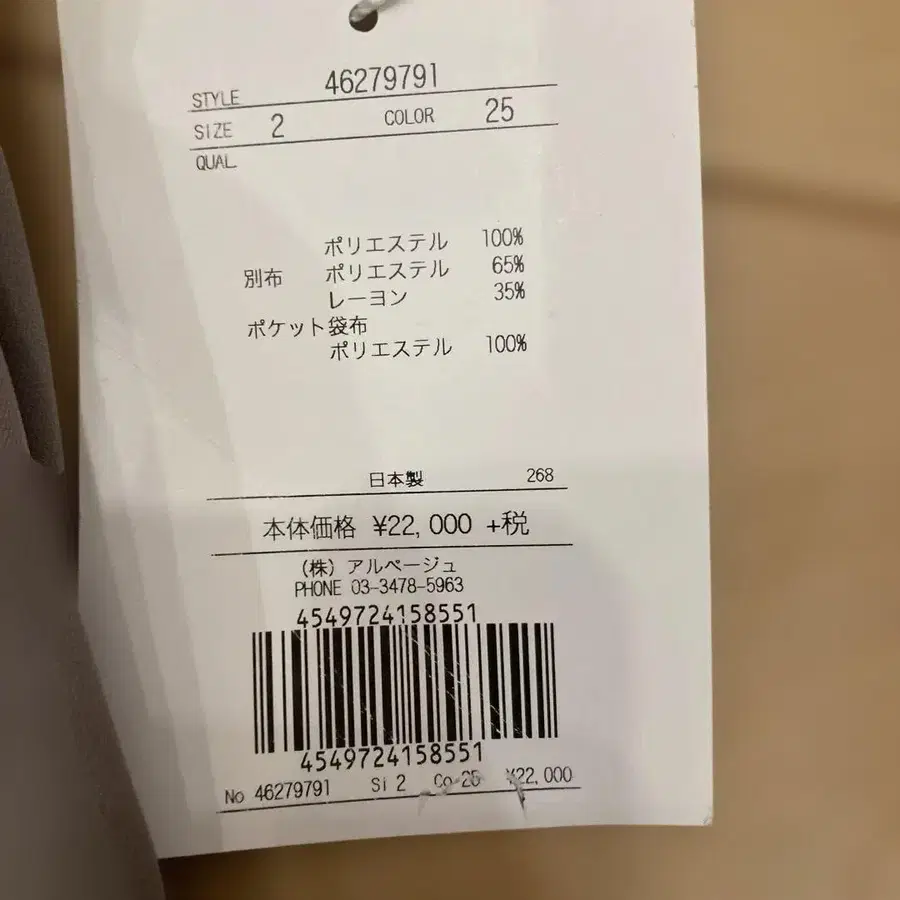 STYLE 46279791
SIZE 2 COLOR 25
QUAL
ポリエステル 100%
別布 ポリエステル 65%
レーヨン 35%
ポケット袋布
ポリエステル 100%
日本製 268
本体価格 ¥22,000 +税
(株) アルページュ
PHONE 03-3478-5963
4549724158551
4549724158551
No 46279791 Si 2 Co 25 ¥22,000